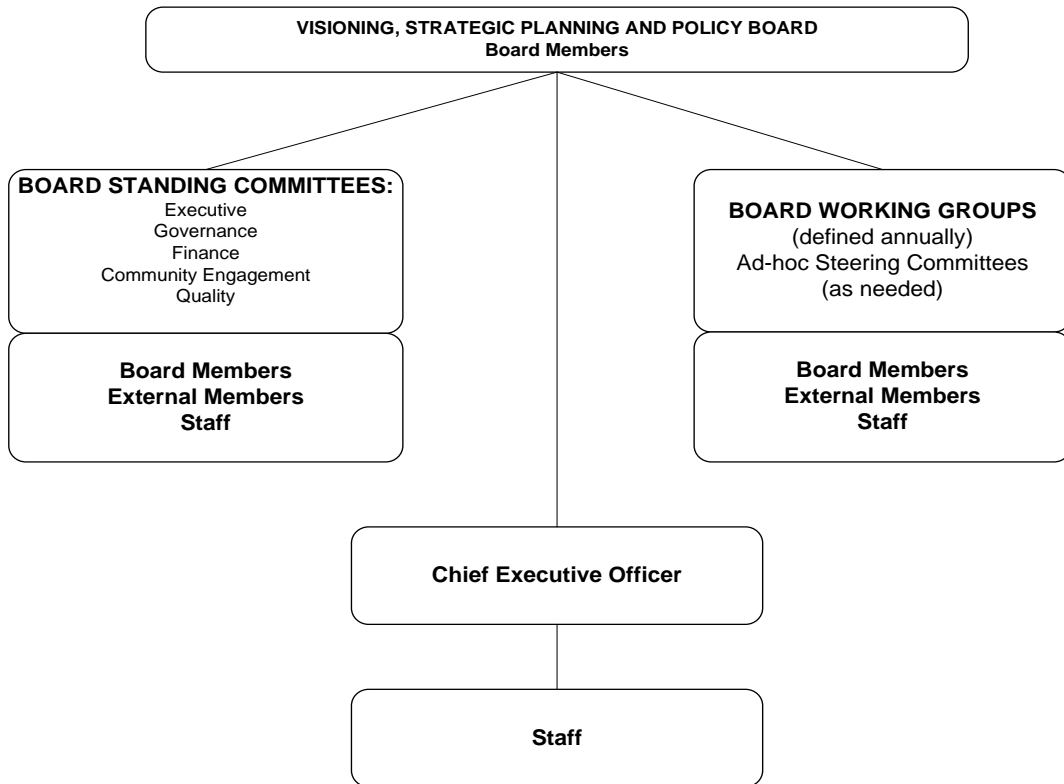 VISIONING, STRATEGIC PLANNING AND POLICY BOARD
Board Members
BOARD STANDING COMMITTEES:
Executive
Governance
Finance
Community Engagement
Quality
Board Members
External Members
Staff
BOARD WORKING GROUPS
(defined annually)
Ad-hoc Steering Committees
(as needed)
Board Members
External Members
Staff
Chief Executive Officer
Staff